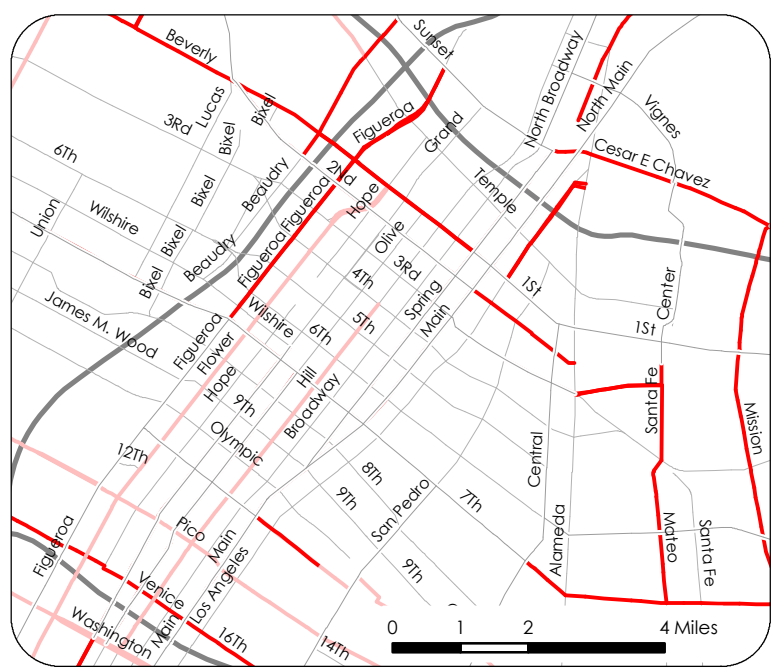 Beverly
Sunset
North Broadway
North Main
Lucas
Bixel
Figueroa
Vignes
3Rd
Bixel
Grand
Cesar E Chavez
6Th
Beaudry
2Nd
Temple
Bixel
Figueroa
Hope
Union
Wilshire
Bixel
Beaudry
Olive
3Rd
Figueroa
4Th
Bixel
Spring
1St
Center
James M. Wood
Wilshire
5Th
Main
1St
Figueroa
Flower
6Th
Hope
Hill
Santa Fe
9Th
Broadway
Mission
Olympic
12Th
Central
8Th
9Th
San Pedro
7Th
Pico
Main
Alameda
Mateo
Santa Fe
Figueroa
9Th
Venice
Los Angeles
Washington
Main
16Th
14Th
0 1 2 4 Miles